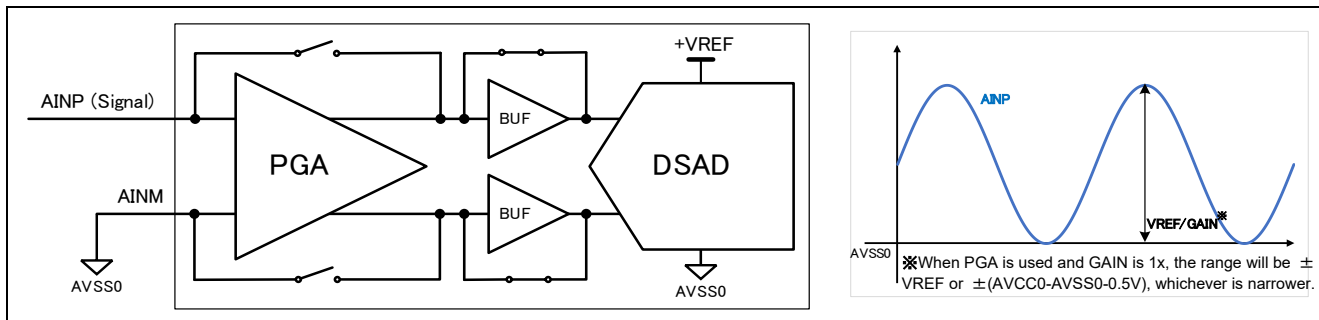 +VREF
AINP (Signal)
BUF
PGA
DSAD
AINM
BUF
AVSS0
AVSS0
AINP
VREF/GAIN※
AVSS0
※When PGA is used and GAIN is 1x, the range will be ±
VREF or ±(AVCC0-AVSS0-0.5V), whichever is narrower.